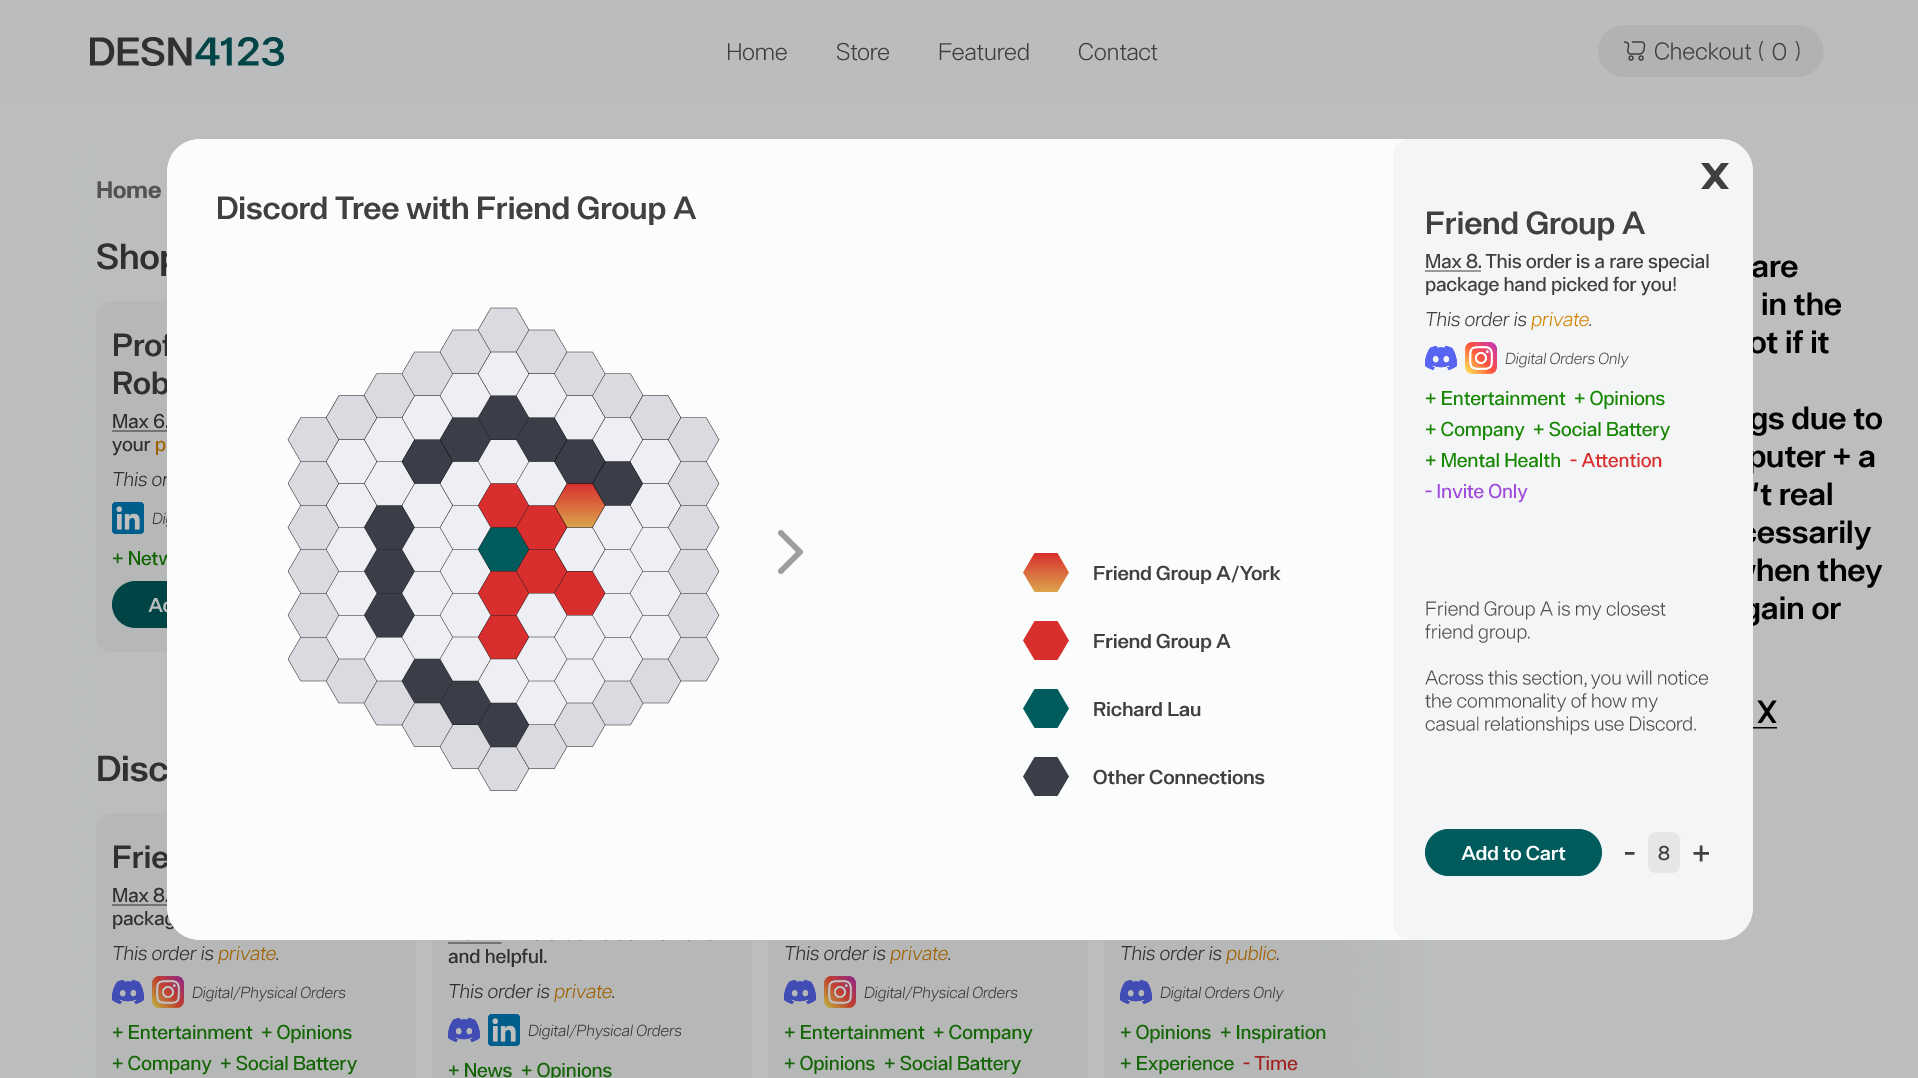 DESN4123
Home
Store
Featured
Contact
Checkout ( 0 )
Home
Shop
Prof
Rob
Max 6.
your p
This or
in Di
+ Netw
Ad
Disc
Frie
Max 8.
packag
This order is private.
Digital/Physical Orders
+ Entertainment + Opinions
+ Company + Social Battery
and helpful.
This order is private.
in Digital/Physical Orders
+ News + Opinions
This order is private.
Digital/Physical Orders
+ Entertainment + Company
+ Opinions + Social Battery
This order is public.
Digital Orders Only
+ Opinions + Inspiration
+ Experience - Time
are
in the
ot if it
gs due to
puter + a
't real
cessarily
when they
gain or
X
Discord Tree with Friend Group A
Friend Group A/York
Friend Group A
Richard Lau
Other Connections
X
Friend Group A
Max 8. This order is a rare special
package hand picked for you!
This order is private.
Digital Orders Only
+ Entertainment + Opinions
+ Company + Social Battery
+ Mental Health - Attention
- Invite Only
Friend Group A is my closest
friend group.
Across this section, you will notice
the commonality of how my
casual relationships use Discord.
Add to Cart
- 8 +